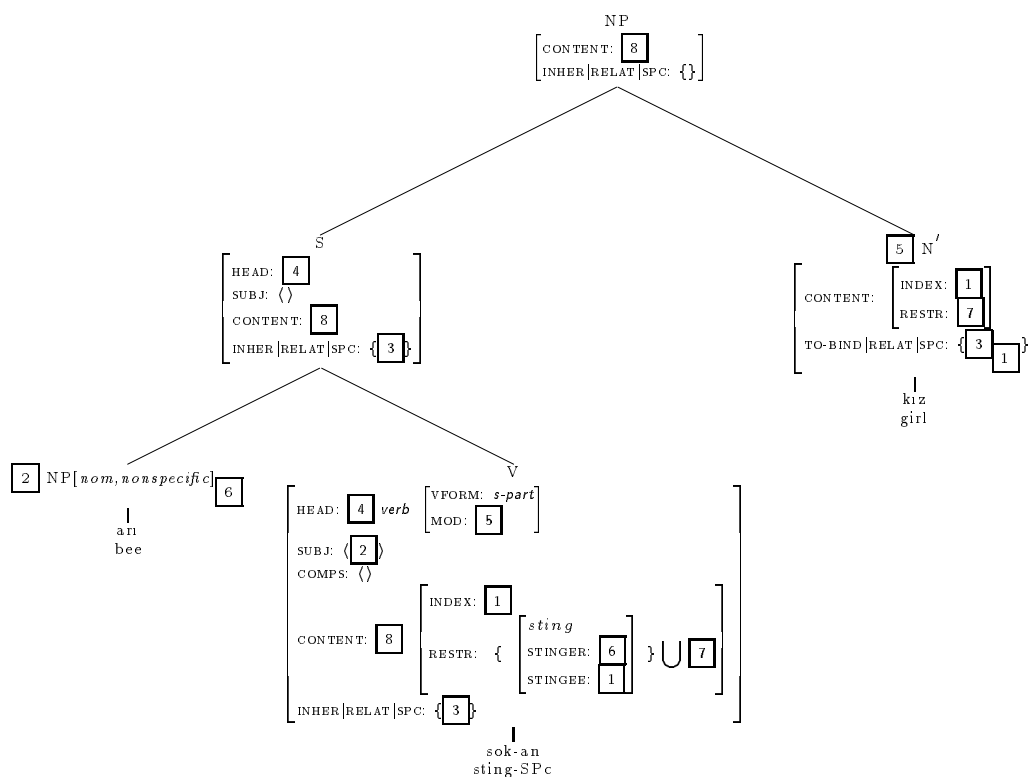 NP
CONTENT: 8
INHER|RELAT|SPC: {}
S
HEAD: 4
SUBJ: ⟨⟩
CONTENT: 8
INHER|RELAT|SPC: {3}
5 N′
CONTENT: INDEX: 1
RESTR: 7
TO-BIND|RELAT|SPC: {3 1}
kız
girl
2 NP[nom,nonspecific] 6
arı
bee
V
HEAD: 4 verb VFORM: s-part
MOD: 5
SUBJ: ⟨2⟩
COMPS: ⟨⟩
CONTENT: 8 INDEX: 1
RESTR: { sting
STINGER: 6
STINGEE: 1 } ⋃ 7
INHER|RELAT|SPC: {3}
sok-an
sting-SPc